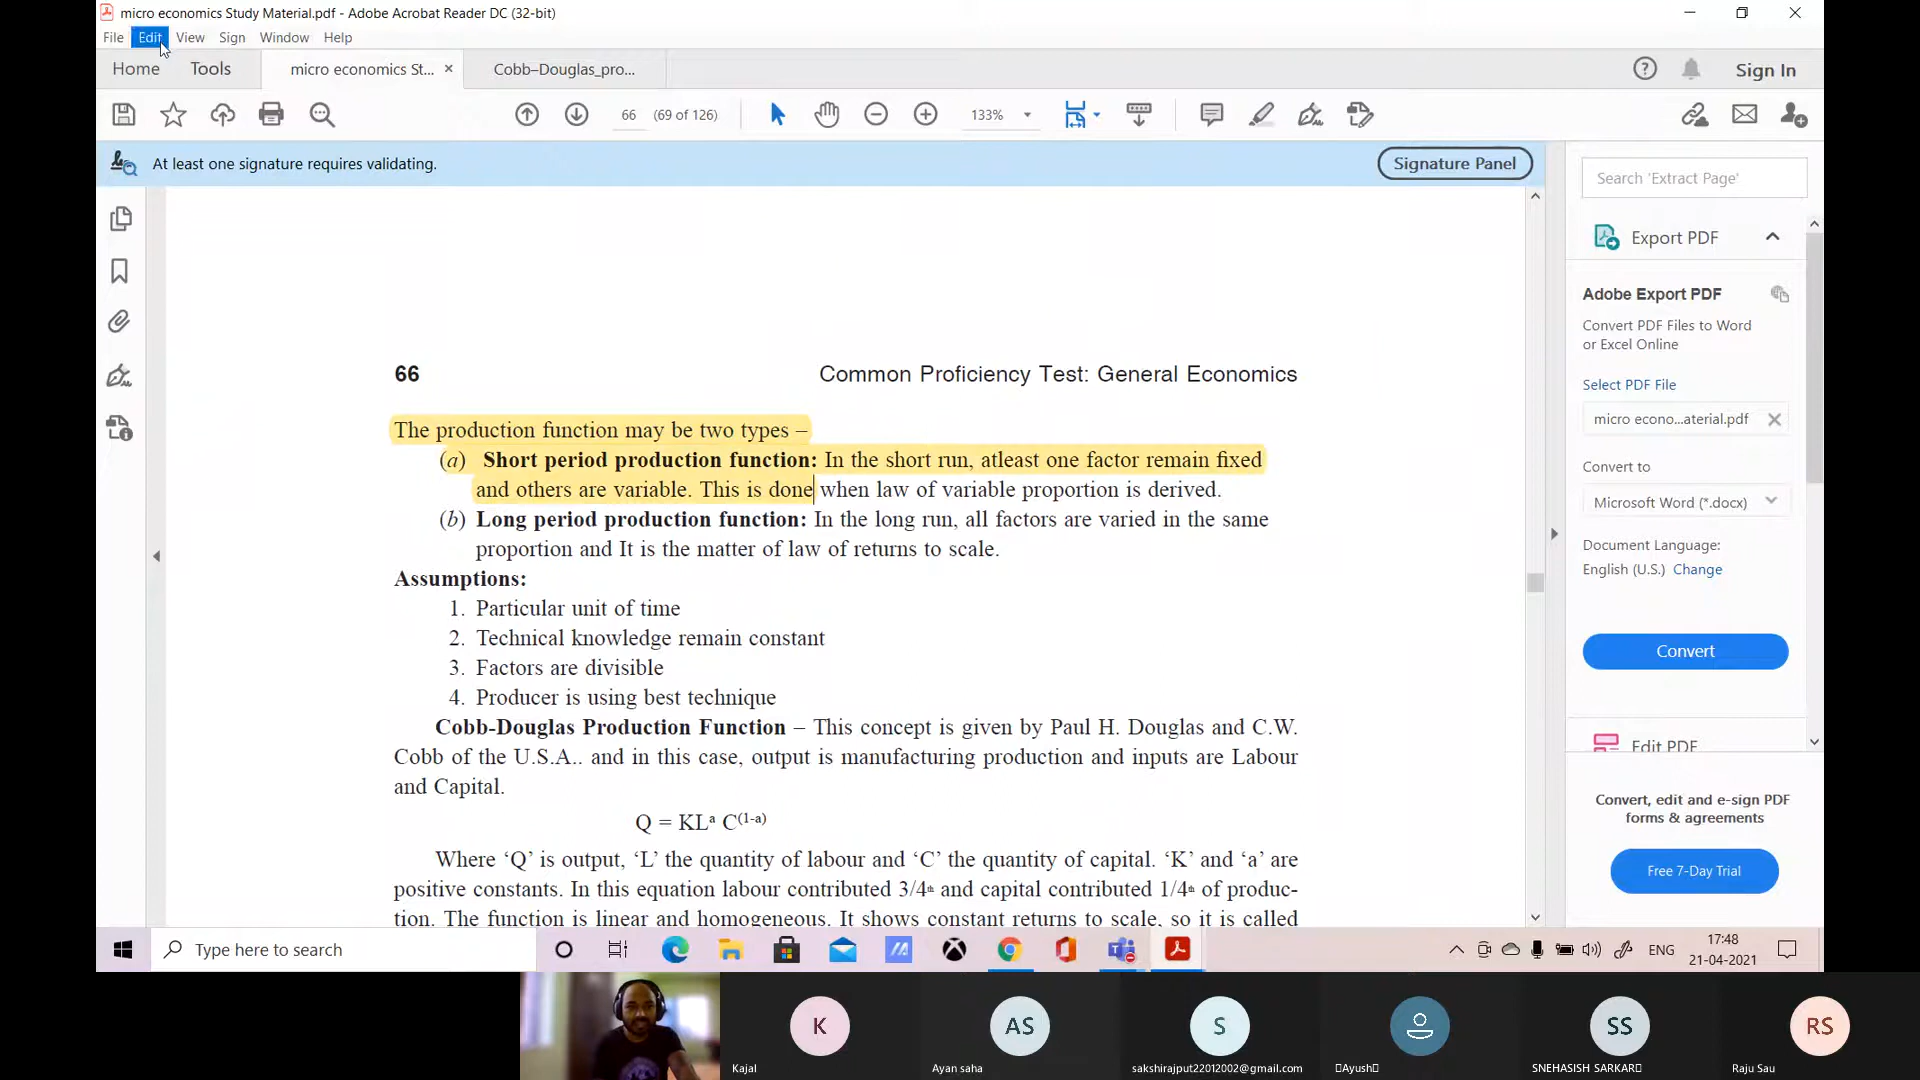 micro economics Study Material.pdf - Adobe Acrobat Reader DC (32-bit)
File Edit View Sign Window Help
Home Tools micro economics St... × Cobb–Douglas_pro... Sign In
66 (69 of 126) 133%
At least one signature requires validating. Signature Panel
Search 'Extract Page'
Export PDF
Adobe Export PDF
Convert PDF Files to Word
or Excel Online
Select PDF File
micro econo...aterial.pdf
Convert to
Microsoft Word (*.docx)
Document Language:
English (U.S.) Change
Convert
Edit PDF
Convert, edit and e-sign PDF
forms & agreements
Free 7-Day Trial
66 Common Proficiency Test: General Economics
The production function may be two types –
(a) Short period production function: In the short run, atleast one factor remain fixed
and others are variable. This is done when law of variable proportion is derived.
(b) Long period production function: In the long run, all factors are varied in the same
proportion and It is the matter of law of returns to scale.
Assumptions:
1. Particular unit of time
2. Technical knowledge remain constant
3. Factors are divisible
4. Producer is using best technique
Cobb-Douglas Production Function – This concept is given by Paul H. Douglas and C.W.
Cobb of the U.S.A.. and in this case, output is manufacturing production and inputs are Labour
and Capital.
Q = KLᵃ C⁽¹⁻ᵃ⁾
Where ‘Q’ is output, ‘L’ the quantity of labour and ‘C’ the quantity of capital. ‘K’ and ‘a’ are
positive constants. In this equation labour contributed 3/4th and capital contributed 1/4th of produc-
tion. The function is linear and homogeneous. It shows constant returns to scale, so it is called
Type here to search
ENG
17:48
21-04-2021
K AS S SS RS
Kajal Ayan saha sakshirajput22012002@gmail.com Ayush SNEHASISH SARKAR Raju Sau